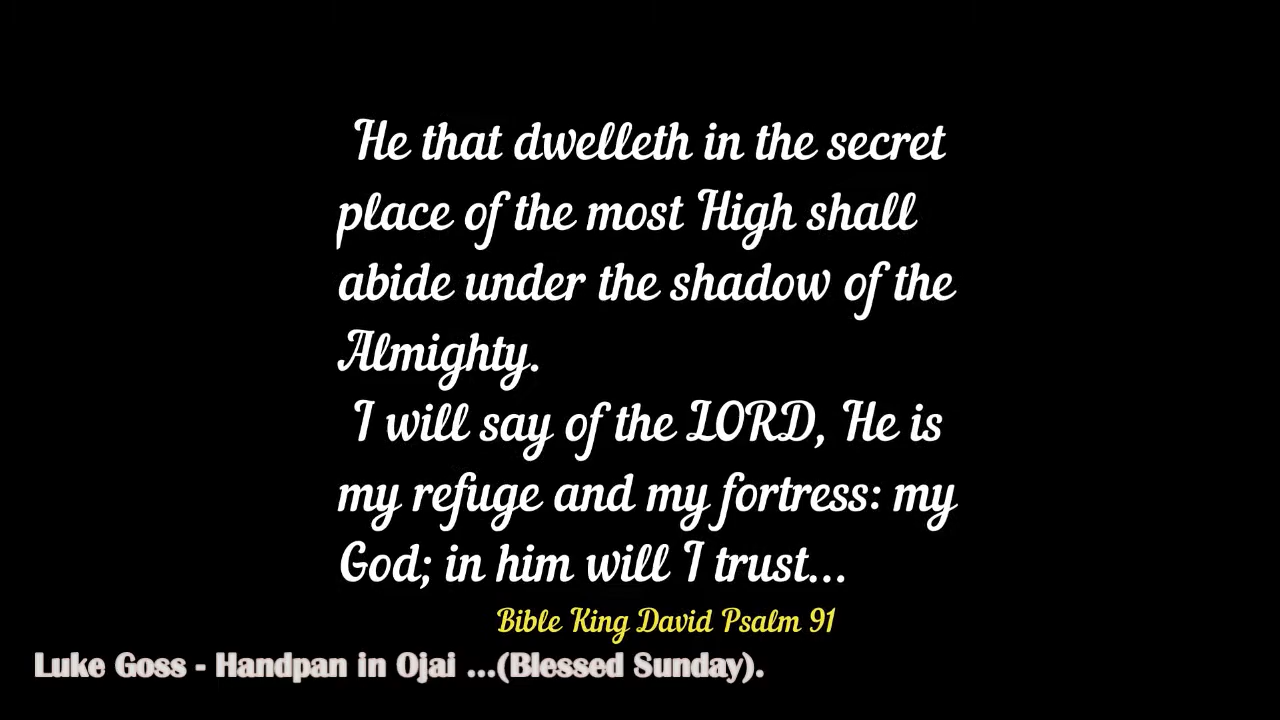 He that dwelleth in the secret
place of the most High shall
abide under the shadow of the
Almighty.
I will say of the LORD, He is
my refuge and my fortress: my
God; in him will I trust...
Bible King David Psalm 91
Luke Goss - Handpan in Ojai ...(Blessed Sunday).